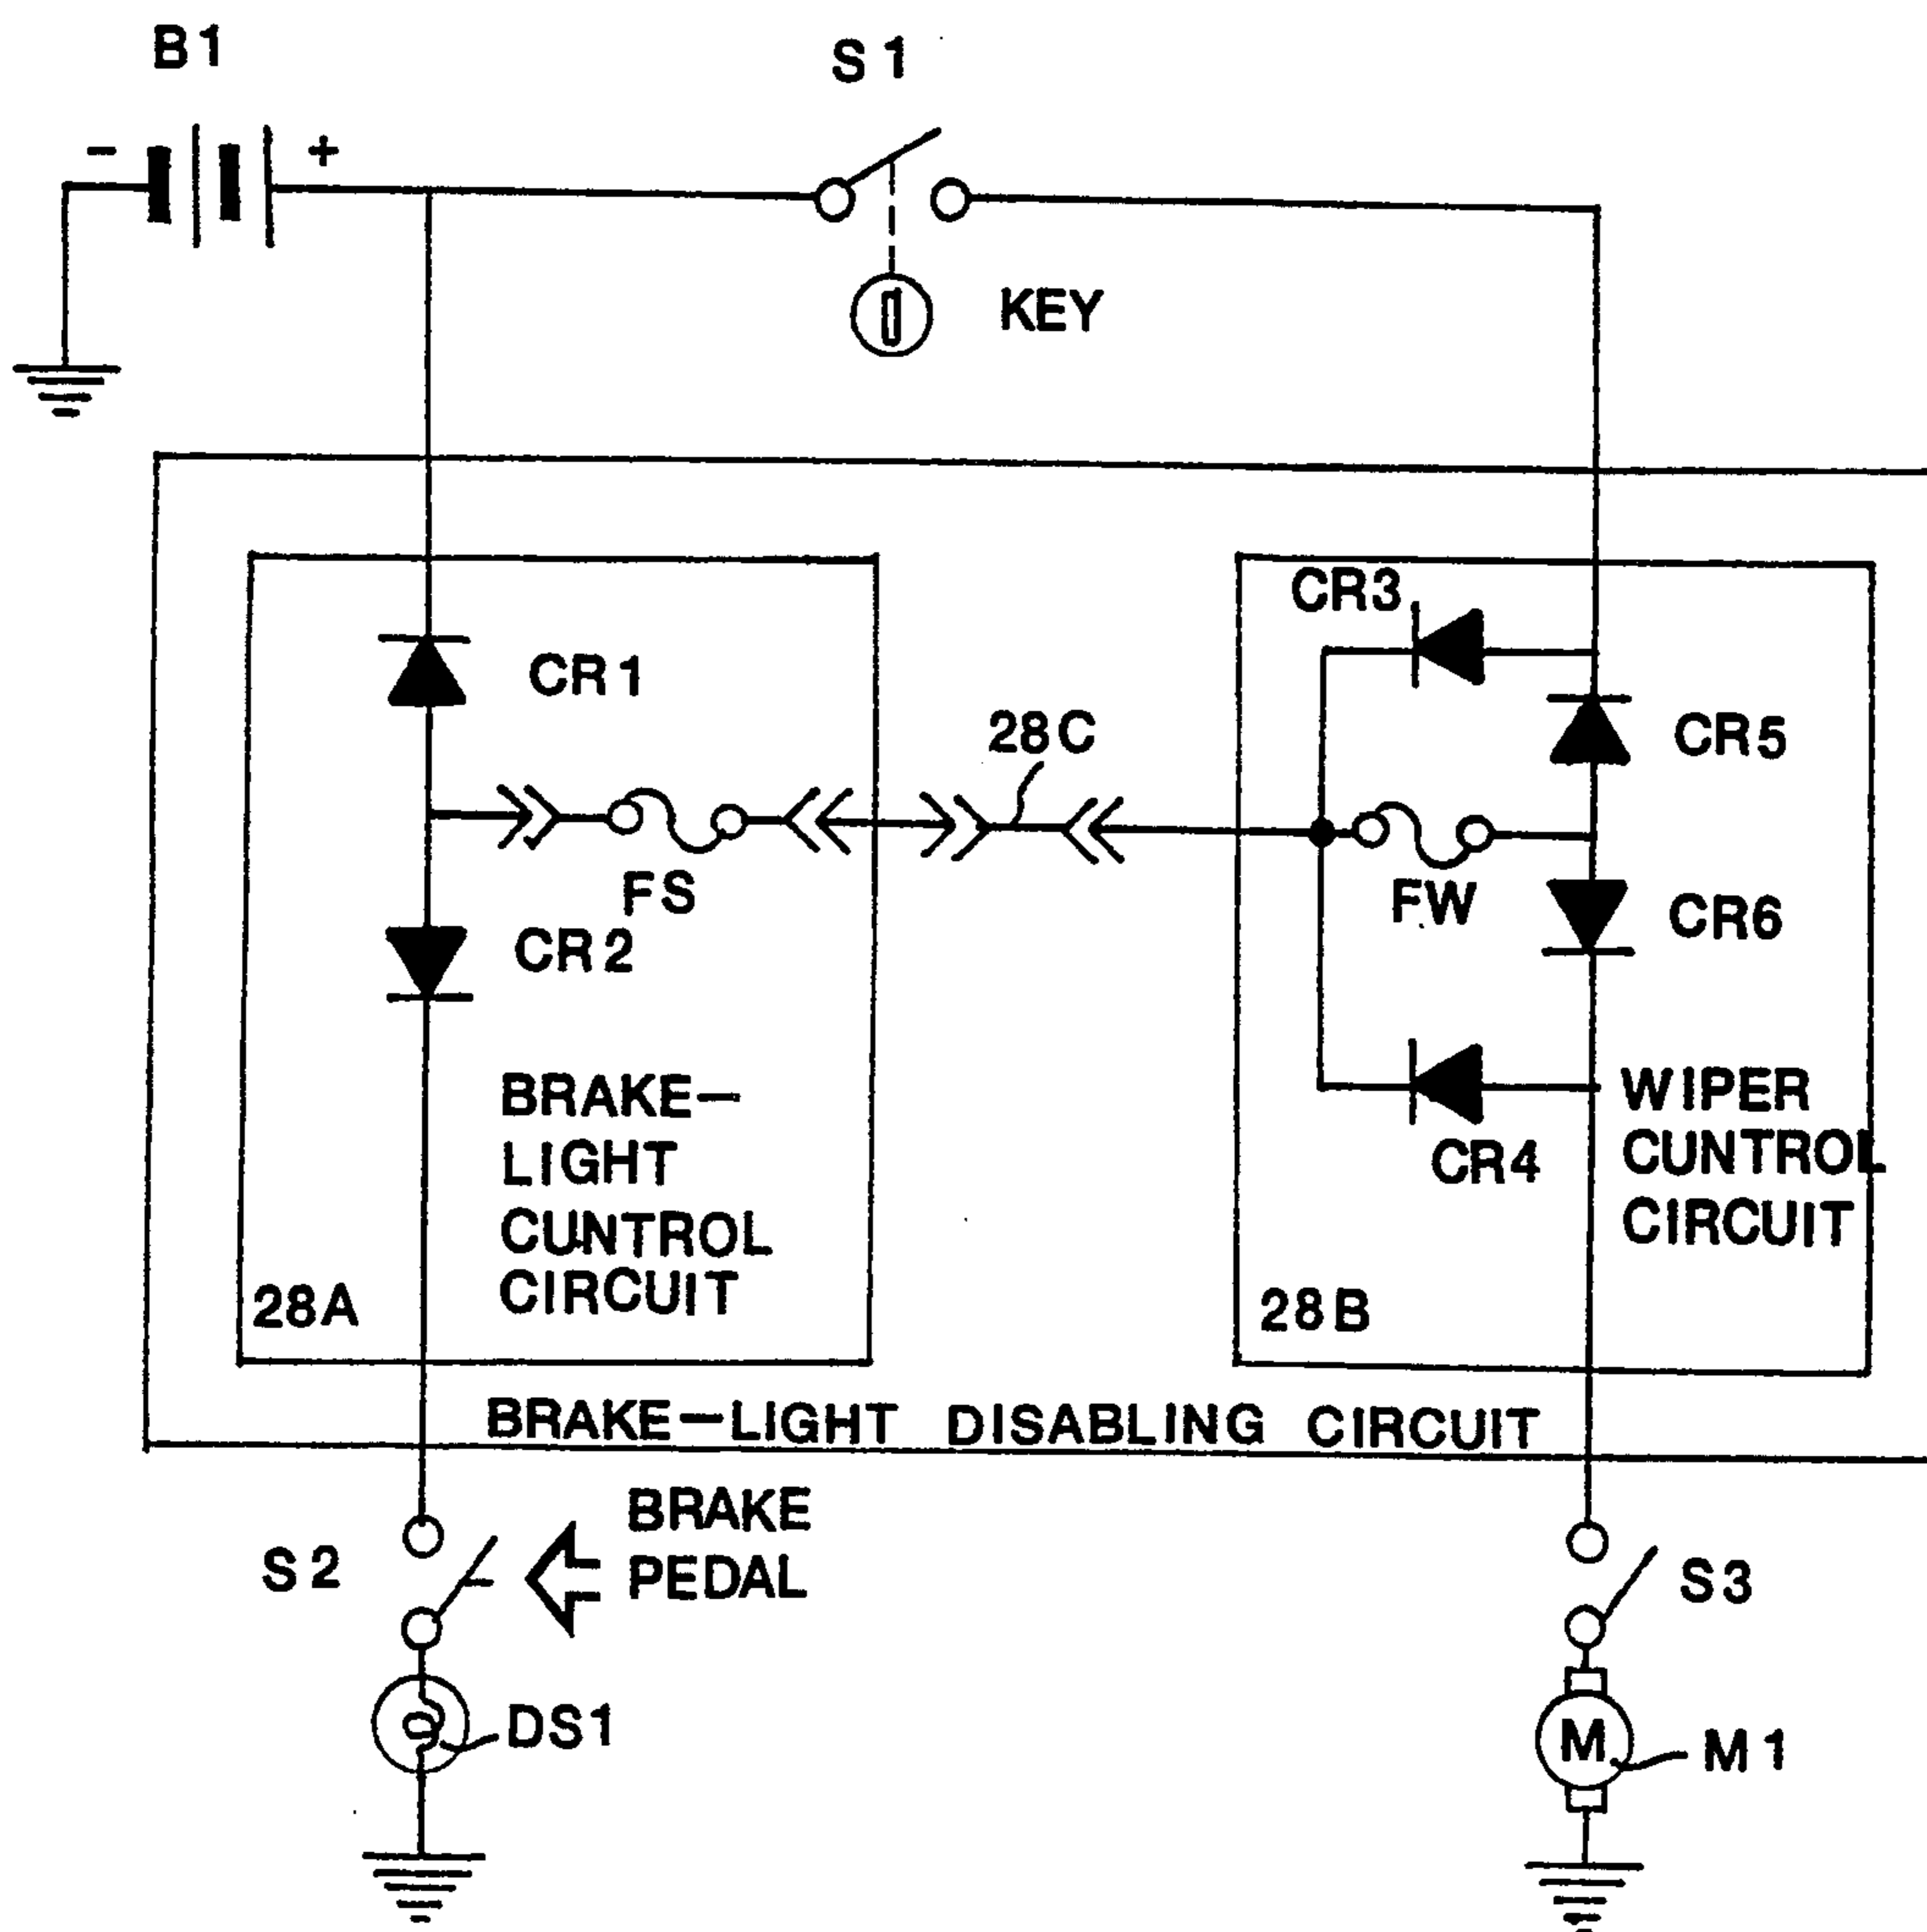 B1
S1
-
+
KEY
CR3
CR1
28C
CR5
FS
FW
CR2
CR6
BRAKE-
LIGHT
CUNTROL
CIRCUIT
28A
WIPER
CUNTROL
CIRCUIT
CR4
28B
BRAKE-LIGHT DISABLING CIRCUIT
BRAKE
PEDAL
S2
S3
DS1
M
M1